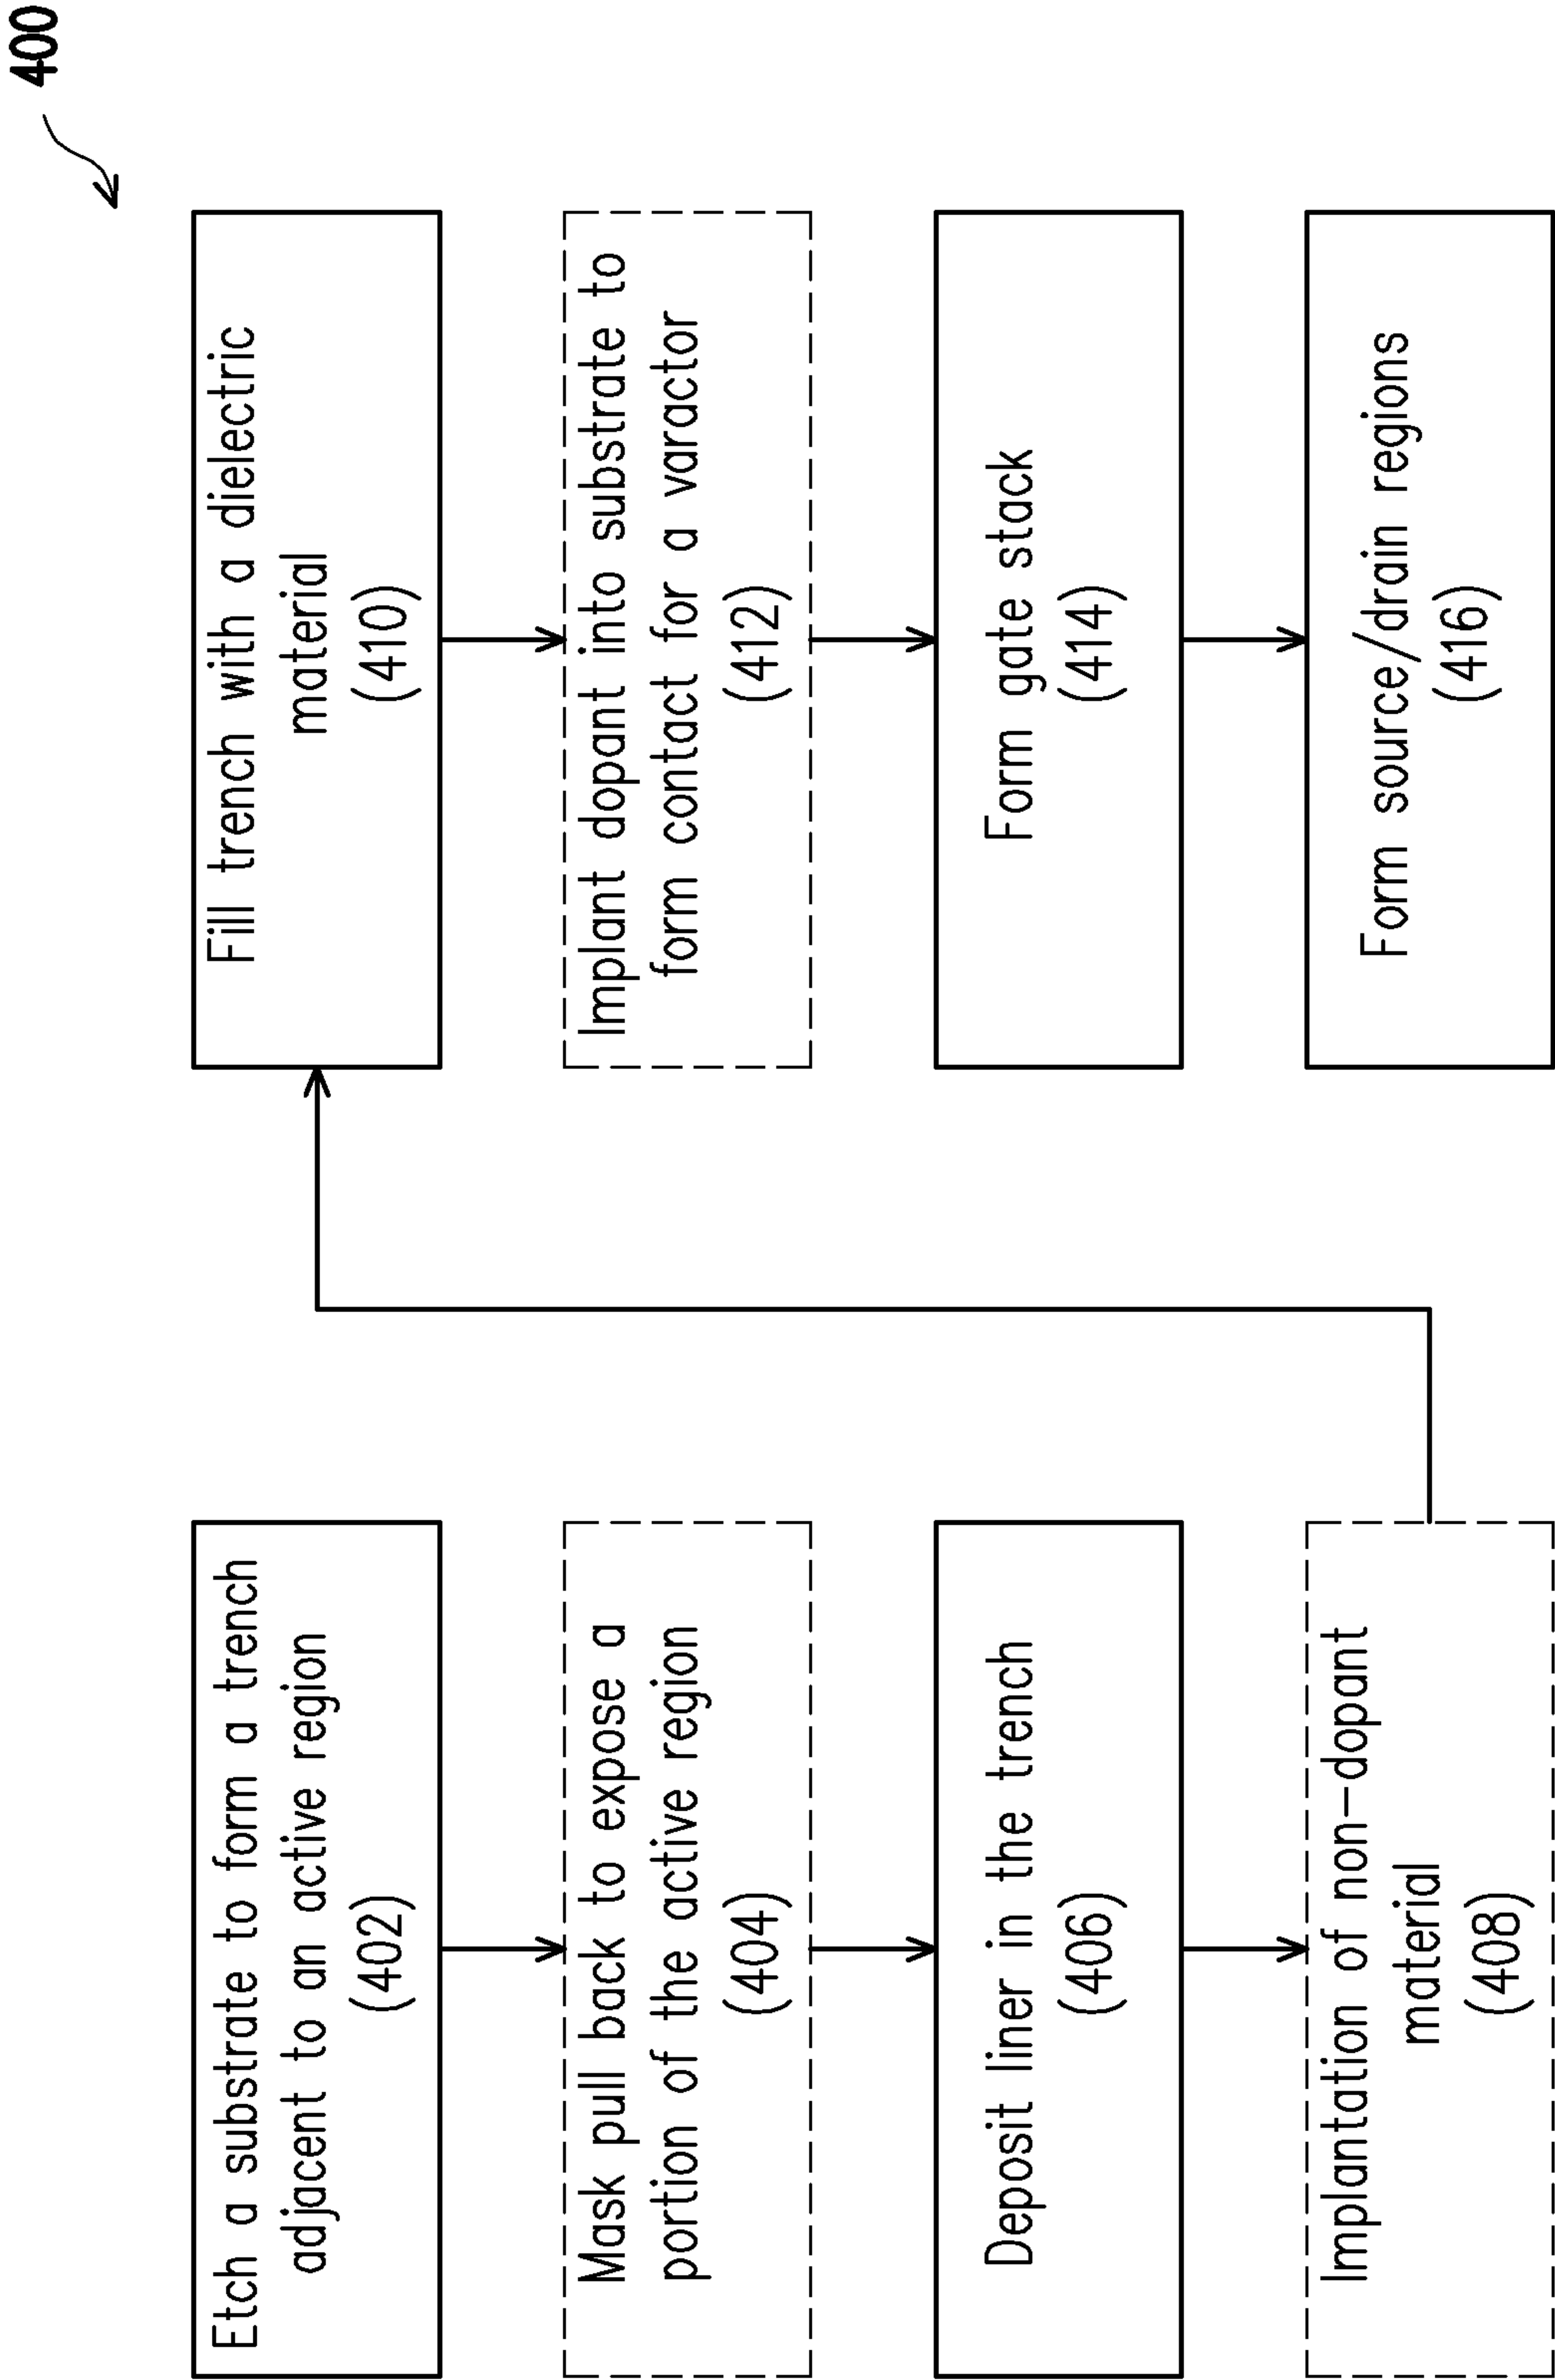 400
Etch a substrate to form a trench
adjacent to an active region
(402)
Mask pull back to expose a
portion of the active region
(404)
Deposit liner in the trench
(406)
Implantation of non-dopant
material
(408)
Fill trench with a dielectric
material
(410)
Implant dopant into substrate to
form contact for a varactor
(412)
Form gate stack
(414)
Form source/drain regions
(416)